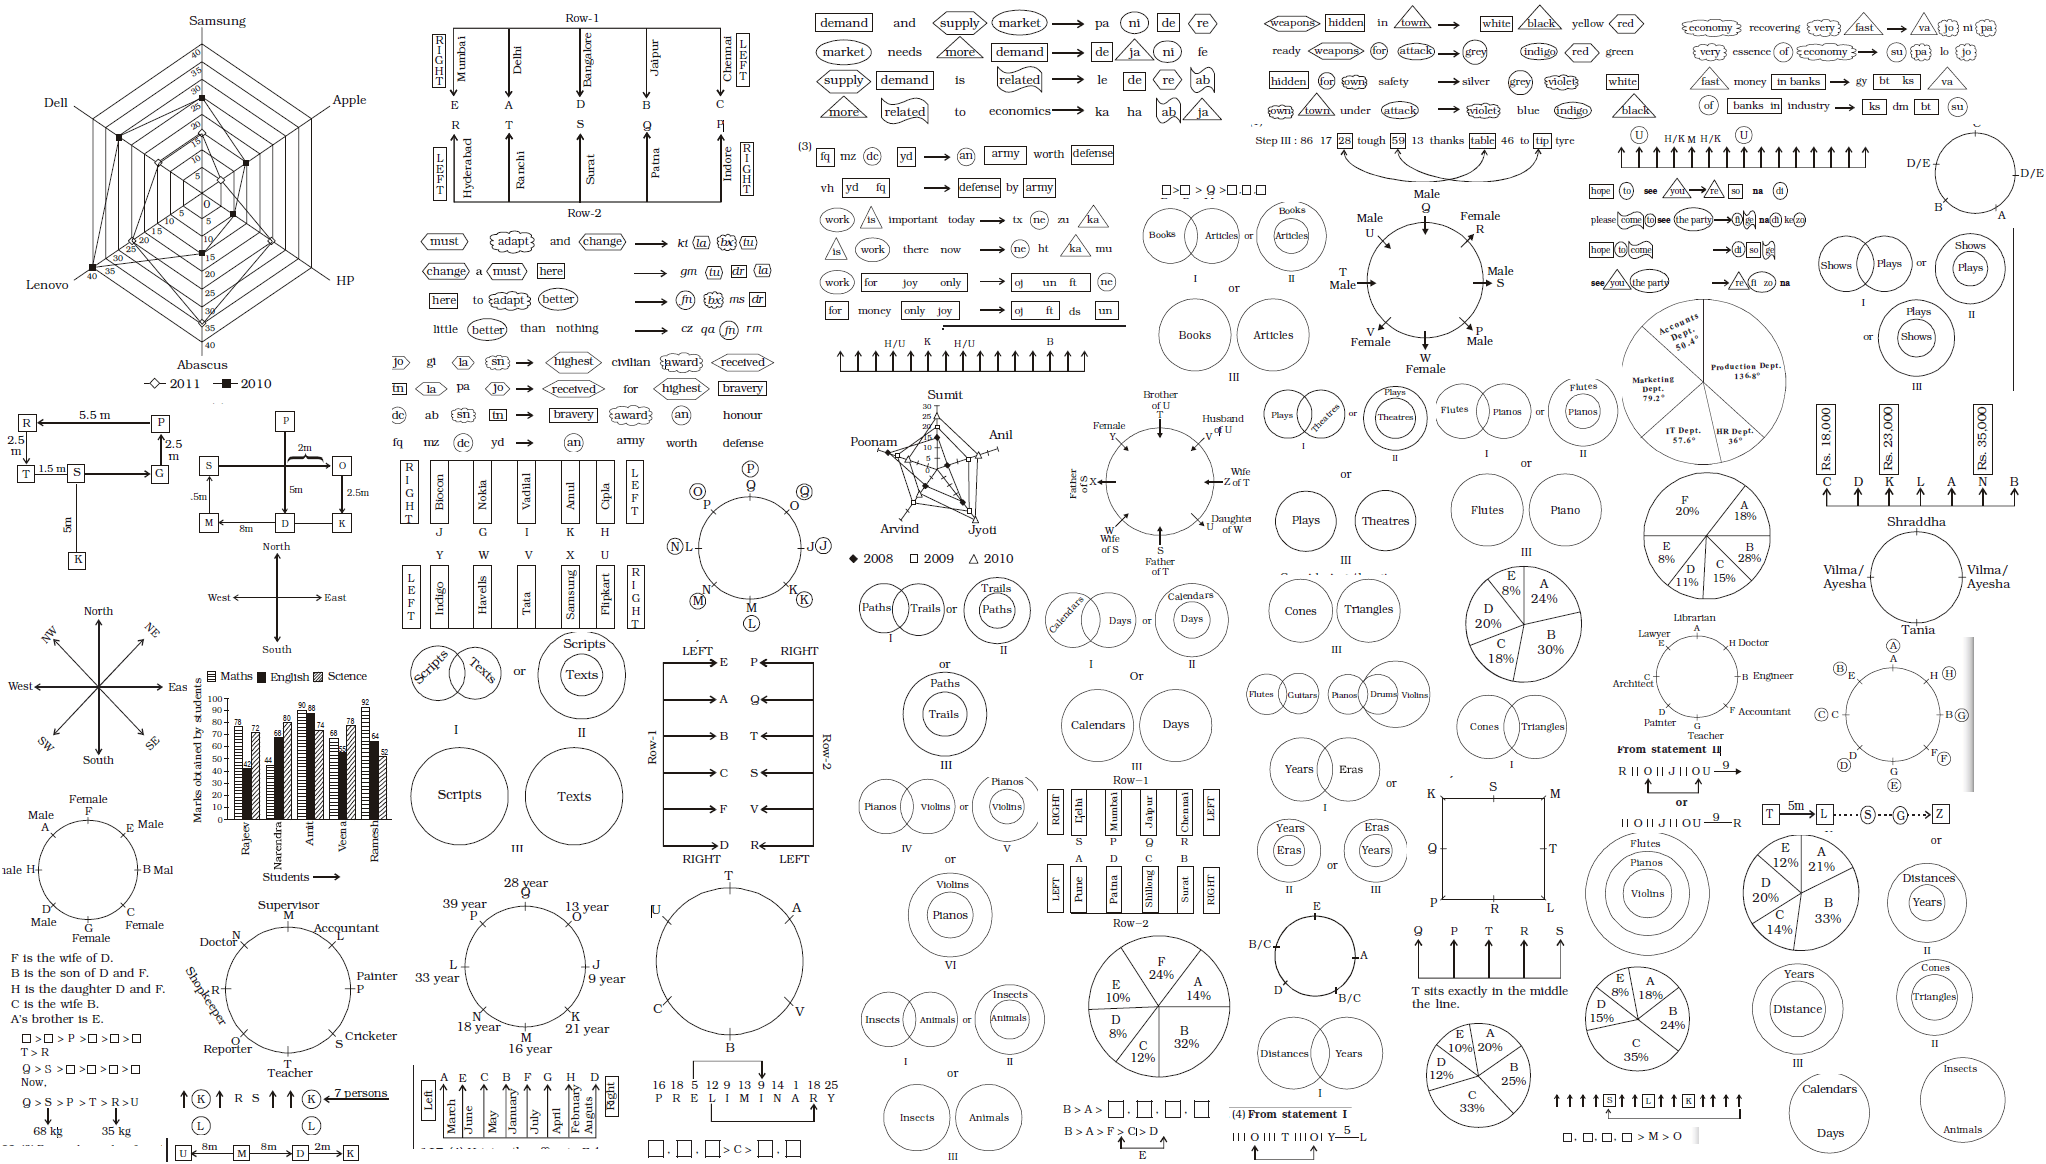 Samsung
Apple
Dell
HP
Lenovo
Abascus
2011 2010
Row-1
RIGHT Mumbai Delhi Bangalore Jaipur Chennai LEFT
E A D B C
R T S Q P
LEFT Hyderabad Ranchi Surat Patna Indore RIGHT
Row-2
must adapt and change ki la bx tu
change a must here gm tu dr la
here to adapt better fn bx ms dr
little better than nothing cz qa fn rm
jo gi la sn highest civilian award received
tn la pa jo received for highest bravery
dc ab sn tn bravery award an honour
fq mz dc yd an army worth defense
demand and supply market pa ni de re
market needs more demand de ja ni fe
supply demand is related le de re ab
more related to economics ka ha ab ja
(3) fq mz dc yd an army worth defense
vh yd fq defense by army
work is important today tx ne zu ka
is work there now ne ht ka mu
work for joy only oj un ft ne
for money only joy oj ft ds un
H/U K H/U B
weapons hidden in town white black yellow red
ready weapons for attack grey indigo red green
hidden for own safety silver grey violet white
own town under attack violet blue indigo black
Step III : 86 17 28 tough 59 13 thanks table 46 to tip tyre
economy recovering very fast va jo ni pa
very essence of economy su pa lo jo
fast money in banks gy bt ks va
of banks in industry ks dm bt su
U H/K M H/K U
hope to see you re so na di
please come to see the party fi ge na di ke zo
hope to come di so ge
see you the party re fi zo na
D/E D/E
B A
Books Articles or Books Articles
I II
or
Books Articles
III
Male Q
Male U Female R
T Male Male S
V Female P Male
W Female
Shows Plays or Shows Plays
I II
or Plays Shows
III
Accounts Dept. 50.4°
Production Dept. 136.8°
Marketing Dept. 79.2°
IT Dept. 57.6°
HR Dept. 36°
Rs. 18,000 Rs. 23,000 Rs. 35,000
C D K L A N B
R 5.5 m P
2.5 m 2.5 m
T 1.5 m S G
5m
K
P
2m
S O
5m 2.5m
M 8m D K
North
West East
South
North
NW NE
West Eas
SW SE
South
RIGHT Biocon Nokia Vadilal Amul Cipla LEFT
J G I K H
Y W V X U
LEFT Indigo Havells Tata Samsung Flipkart RIGHT
Sumit
Poonam Anil
Arvind Jyoti
2008 2009 2010
Brother of U T
Female Y Husband of U V
Father of S X Z Wife of T
W Wife of S U Daughte of W
S Father of T
Plays Theatres or Plays Theatres
I II
or
Plays Theatres
III
Flutes Pianos or Flutes Pianos
I II
or
Flutes Piano
III
F 20% A 18% B 28% C 15% D 11% E 8%
Shraddha
Vilma/ Ayesha Vilma/ Ayesha
Tania
Maths English Science
Marks obtained by students
Rajeev Narendra Amit Veena Ramesh
Students
Scripts Texts or Scripts Texts
I II
Scripts Texts
III
LEFT RIGHT
E P
A Q
B T
C S
F V
D R
Row-1 Row-2
RIGHT LEFT
Paths Trails or Trails Paths
I II
or
Paths Trails
III
Calendars Days or Calendars Days
I II
Or
Calendars Days
III
Cones Triangles
III
E 8% A 24% B 30% C 18% D 20%
Flutes Guitars Pianos Drums Violins
Cones Triangles
I
Years Eras or
I
Years Eras or Eras Years
II III
Librarian A
Lawyer E H Doctor
Architect C B Engineer
D Painter F Accountant
G Teacher
From statement II
R O J OU 9
or
O J OU 9 R
T 5m L S G Z
or
Pianos Violins or Pianos Violins
IV V
or
Violins Pianos
VI
Row-1
RIGHT Delhi Mumbai Jaipur Chennai LEFT
S P Q R
A D C B
LEFT Pune Patna Shillong Surat RIGHT
Row-2
K S M
Q T
P R L
Q P T R S
T sits exactly in the middle
the line.
Flutes Pianos Violins
E 12% A 21% B 33% C 14% D 20%
Distances Years
II
Female F
Male A E Male
H B Mal
D Male C Female
G Female
F is the wife of D.
B is the son of D and F.
H is the daughter D and F.
C is the wife B.
A's brother is E.
> > P > > >
T > R
Q > S > > > >
Now,
Q > S > P > T > R > U
68 kg 35 kg
Supervisor M
Doctor N Accountant L
Shopkeeper R Painter P
Reporter O Cricketer S
T Teacher
K R S K 7 persons
L L
U 8m M 8m D 2m K
28 year Q
39 year P 13 year O
L 33 year J 9 year
N 18 year K 21 year
M 16 year
T
U A
C V
B
A E C B F G H D
Left March June May January July April February Auguts Right
16 18 5 12 9 13 9 14 1 18 25
P R E L I M I N A R Y
> C >
Insects Animals or Insects Animals
I II
or
Insects Animals
III
F 24% A 14% B 32% C 12% D 8% E 10%
B > A >
B > A > F > C > D
E
E
B/C A
D B/C
Distances Years
I
(4) From statement I
O T O Y 5 L
E 10% A 20% B 25% C 33% D 12%
E 8% A 18% B 24% C 35% D 15%
Years Distance
III
Cones Triangles
II
S L K
> M > O
Calendars Days
Insects Animals